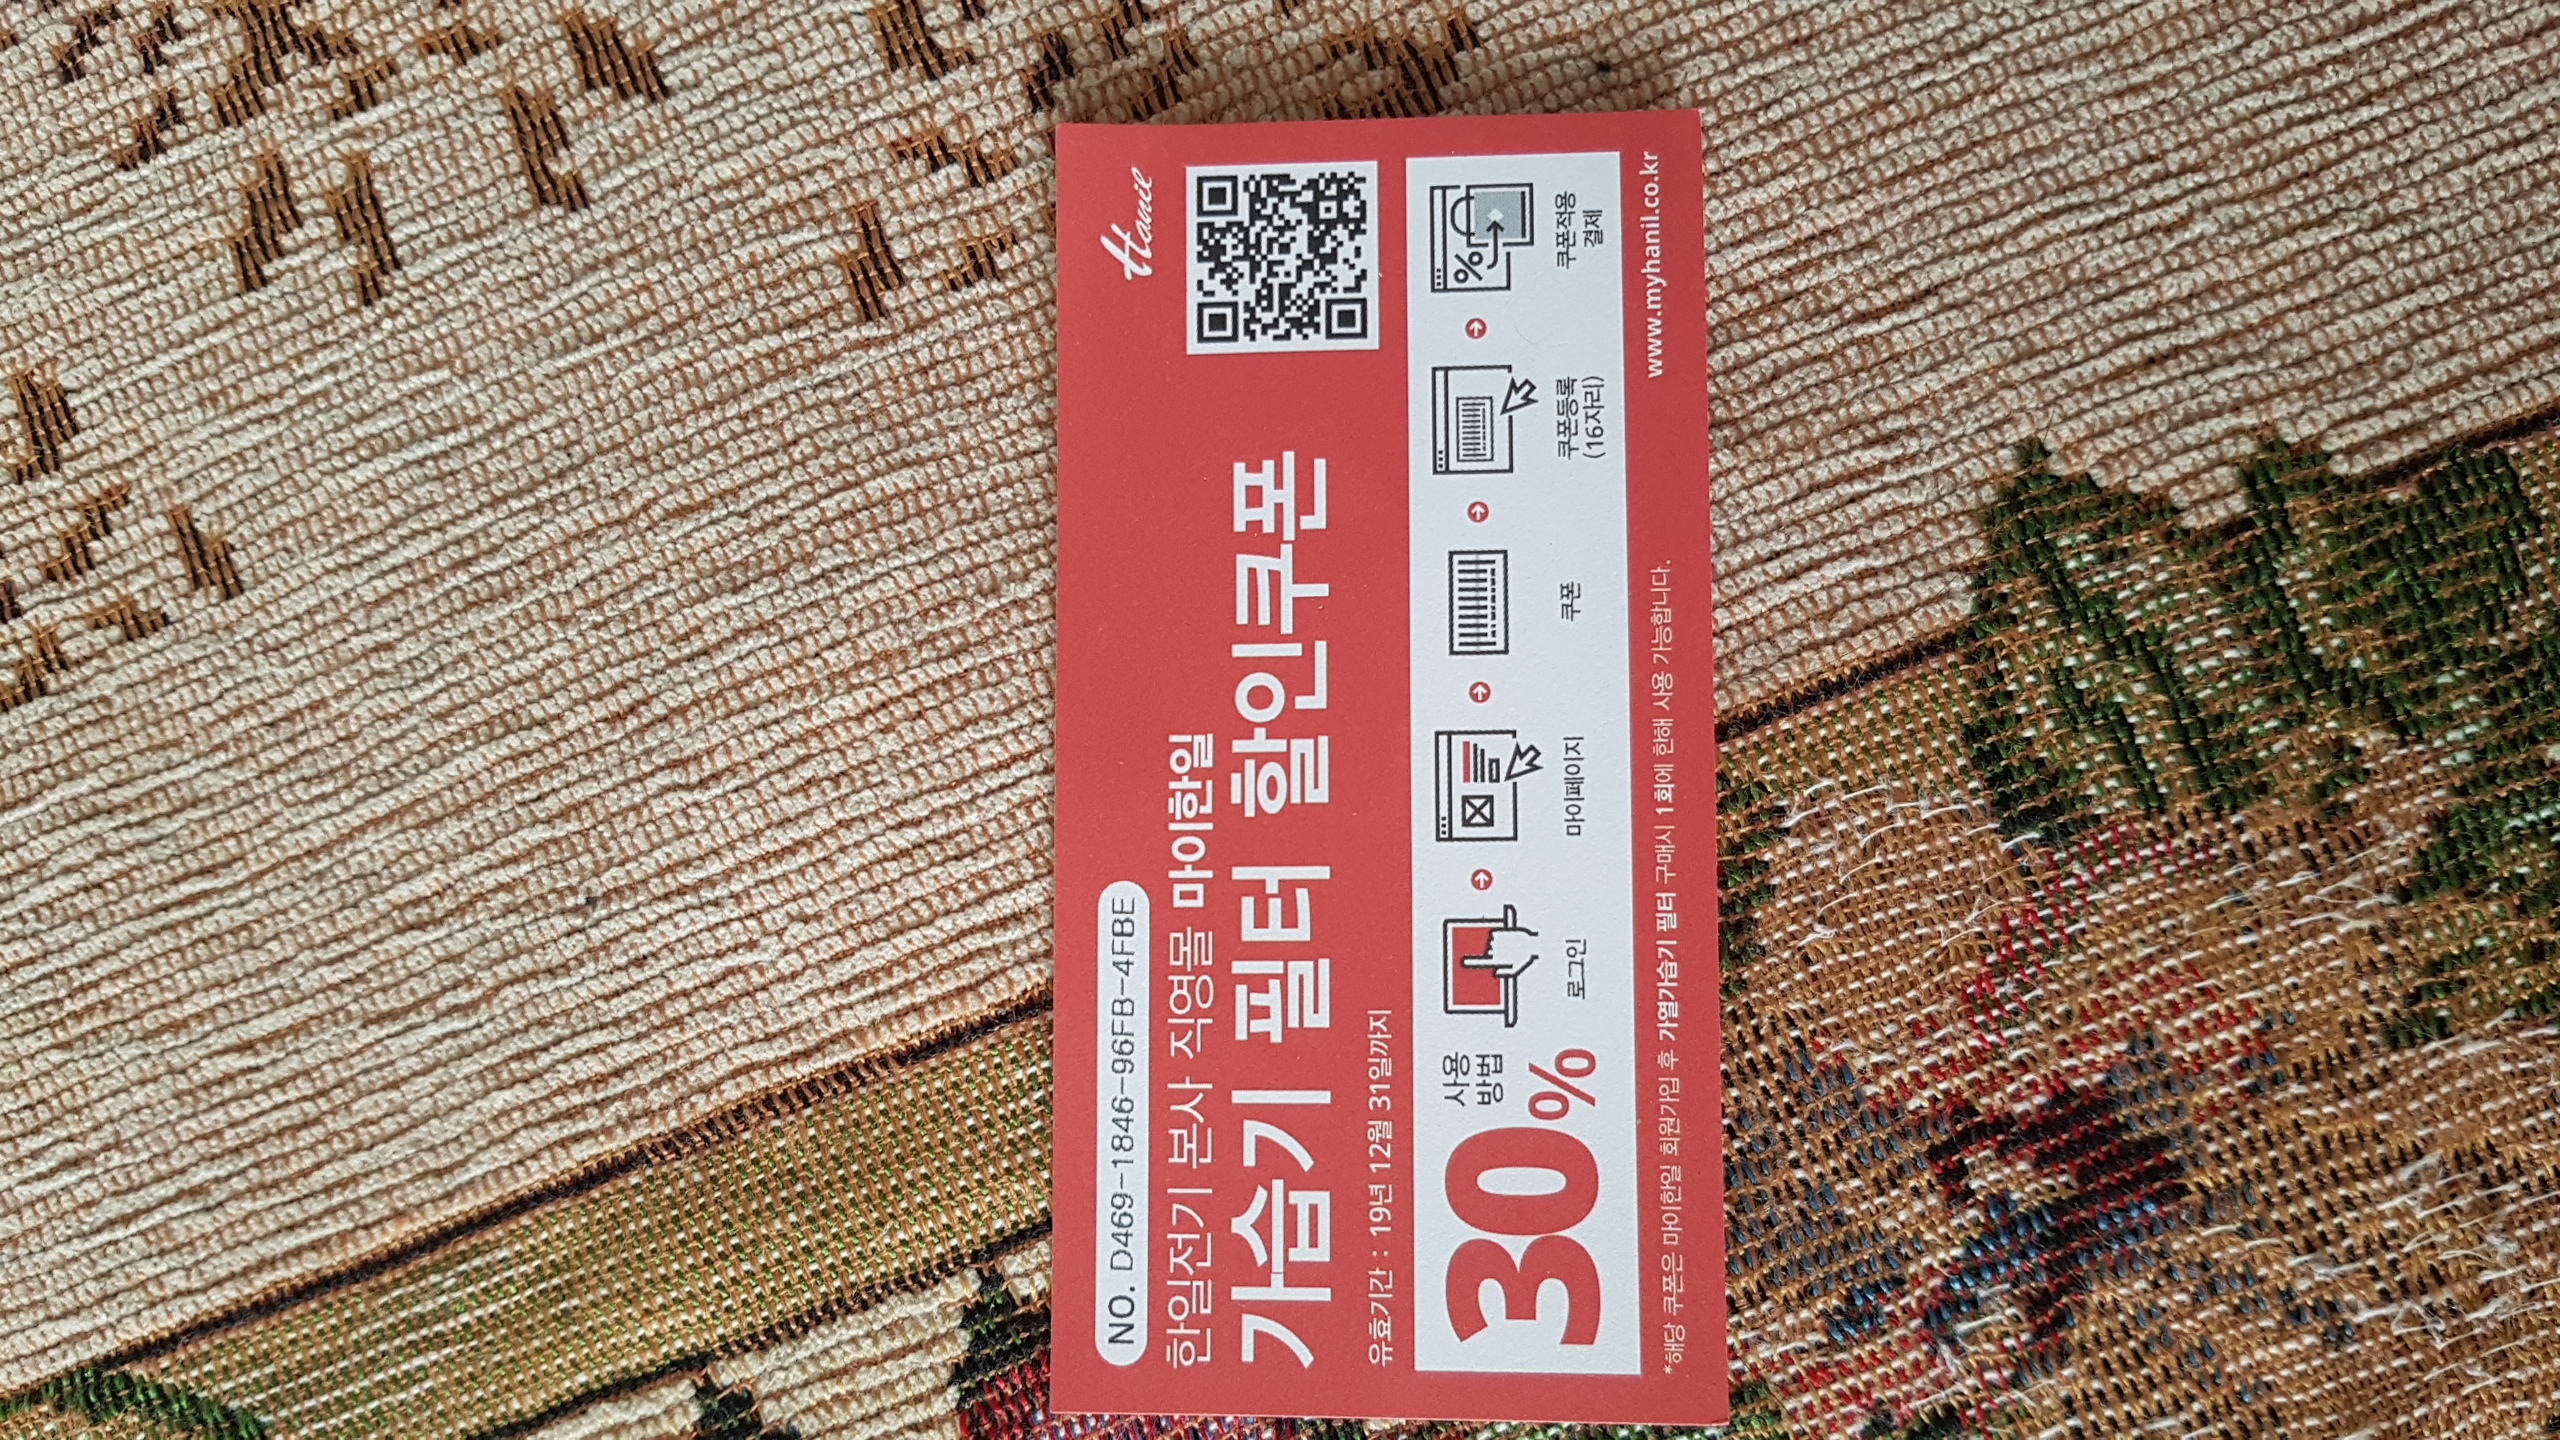 NO. D469-1846-96FB-4FBE
Hanil
한일전기 본사 직영몰 마이한일
가습기 필터 할인쿠폰
유효기간 : 19년 12월 31일까지
30%
사용
방법
로그인
마이페이지
쿠폰
쿠폰등록
(16자리)
쿠폰적용
결제
*해당 쿠폰은 마이한일 회원가입 후 가열가습기 필터 구매시 1회에 한해 사용 가능합니다.
www.myhanil.co.kr